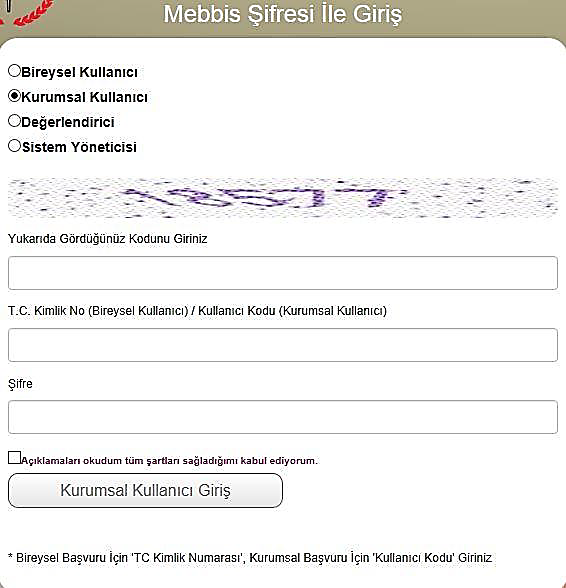 Mebbis Şifresi İle Giriş
Bireysel Kullanıcı
Kurumsal Kullanıcı
Değerlendirici
Sistem Yöneticisi
Yukarıda Gördüğünüz Kodunu Giriniz
T.C. Kimlik No (Bireysel Kullanıcı) / Kullanıcı Kodu (Kurumsal Kullanıcı)
Şifre
Açıklamaları okudum tüm şartları sağladığımı kabul ediyorum.
Kurumsal Kullanıcı Giriş
* Bireysel Başvuru İçin 'TC Kimlik Numarası', Kurumsal Başvuru İçin 'Kullanıcı Kodu' Giriniz